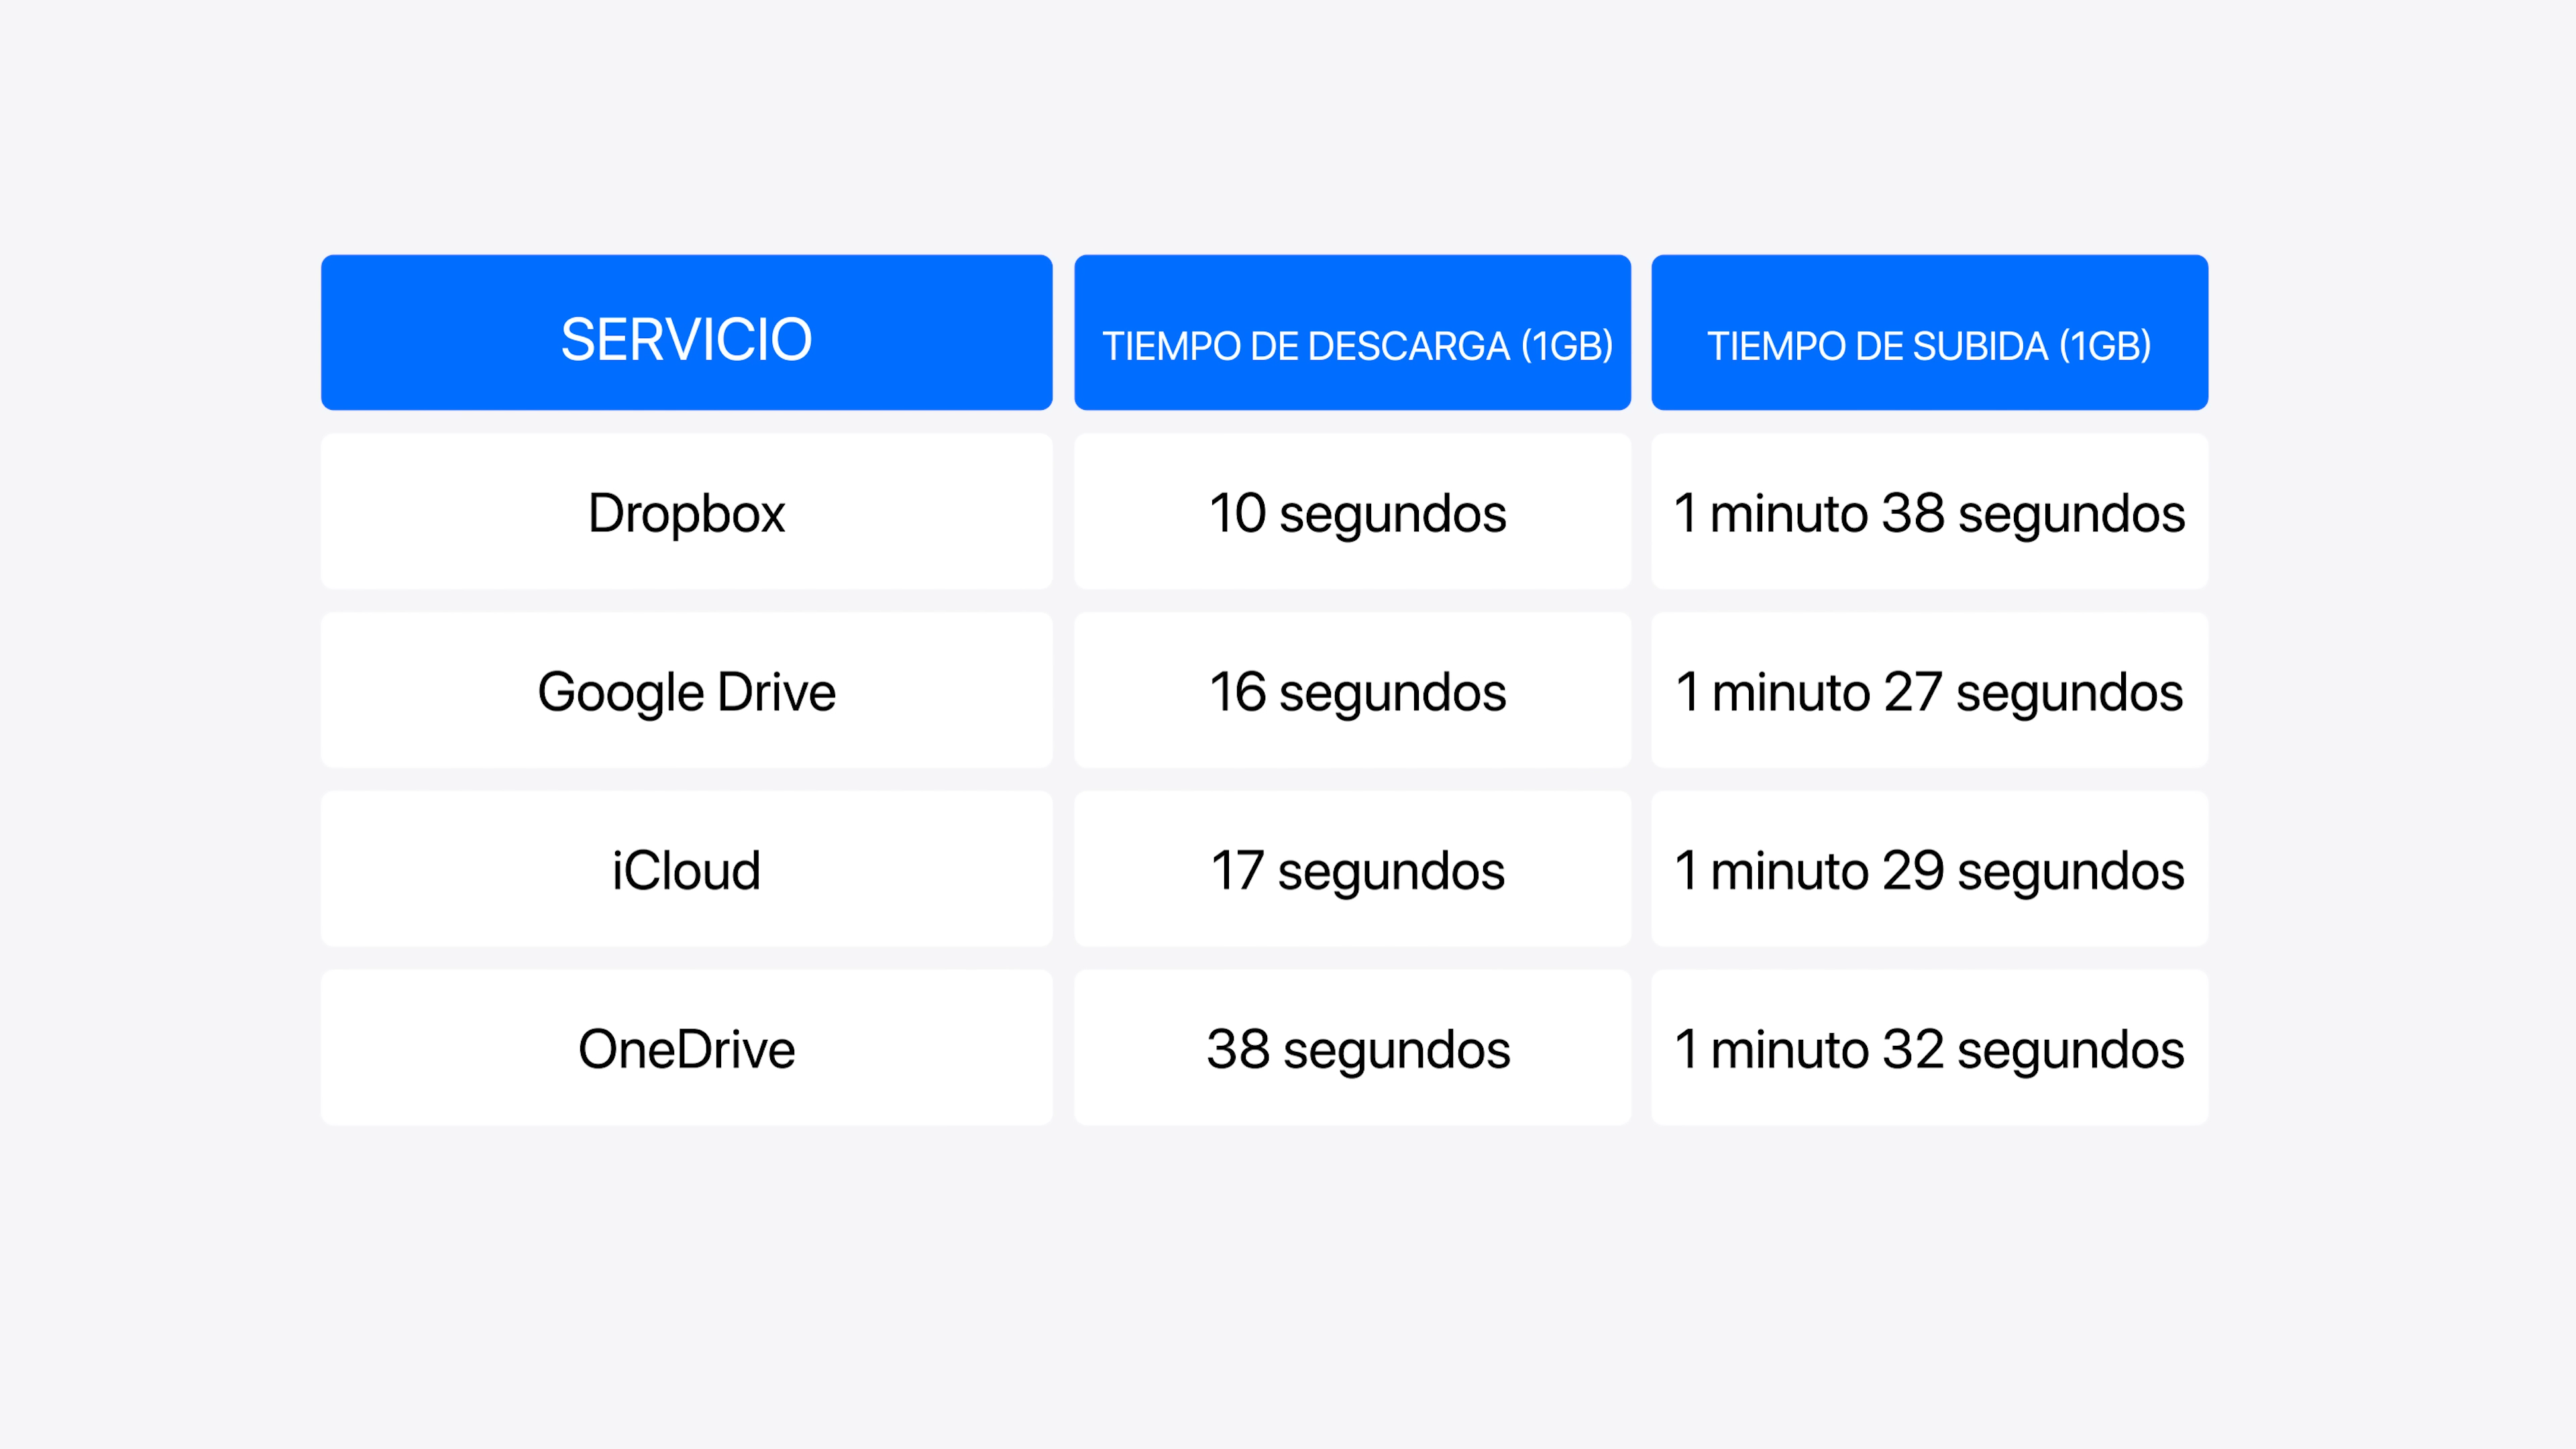 SERVICIO
TIEMPO DE DESCARGA (1GB)
TIEMPO DE SUBIDA (1GB)
Dropbox
10 segundos
1 minuto 38 segundos
Google Drive
16 segundos
1 minuto 27 segundos
iCloud
17 segundos
1 minuto 29 segundos
OneDrive
38 segundos
1 minuto 32 segundos